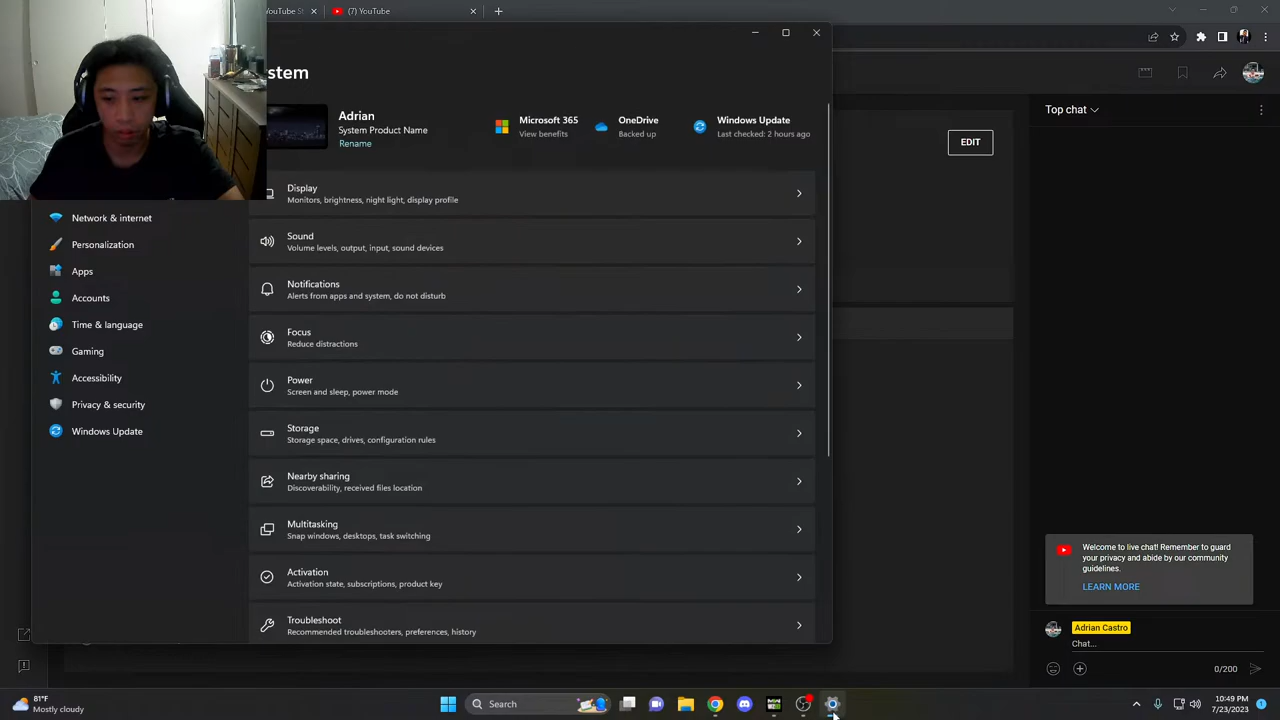 YouTube St
(7) YouTube
stem
Adrian
System Product Name
Rename
Microsoft 365
View benefits
OneDrive
Backed up
Windows Update
Last checked: 2 hours ago
Top chat
EDIT
Display
Monitors, brightness, night light, display profile
Network & internet
Personalization
Apps
Accounts
Time & language
Gaming
Accessibility
Privacy & security
Windows Update
Sound
Volume levels, output, input, sound devices
Notifications
Alerts from apps and system, do not disturb
Focus
Reduce distractions
Power
Screen and sleep, power mode
Storage
Storage space, drives, configuration rules
Nearby sharing
Discoverability, received files location
Multitasking
Snap windows, desktops, task switching
Activation
Activation state, subscriptions, product key
Troubleshoot
Recommended troubleshooters, preferences, history
Welcome to live chat! Remember to guard
your privacy and abide by our community
guidelines.
LEARN MORE
Adrian Castro
Chat...
0/200
81°F
Mostly cloudy
Search
10:49 PM
7/23/2023